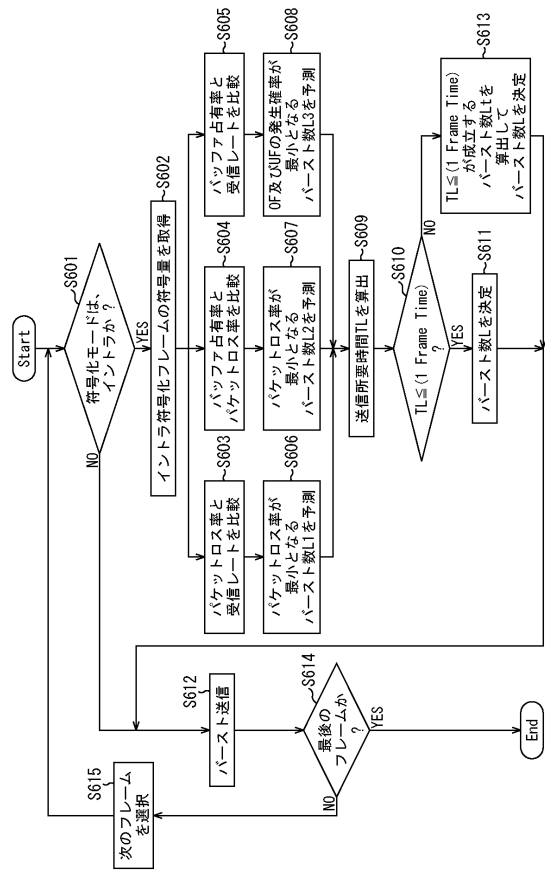 Start
S601
符号化モードは、
イントラか？
YES
NO
S602
イントラ符号化フレームの符号量を取得
S603
パケットロス率と
受信レートを比較
S604
バッファ占有率と
パケットロス率を比較
S605
バッファ占有率と
受信レートを比較
S606
パケットロス率が
最小となる
バースト数L1を予測
S607
パケットロス率が
最小となる
バースト数L2を予測
S608
OF及びUFの発生確率が
最小となる
バースト数L3を予測
S609
送信所要時間TLを算出
S610
TL≦(1 Frame Time)
?
YES
NO
S611
バースト数Lを決定
S613
TL≦(1 Frame Time)
が成立する
バースト数Ltを
算出して
バースト数Lを決定
S612
バースト送信
S614
最後の
フレームか
?
YES
NO
S615
次のフレーム
を選択
End